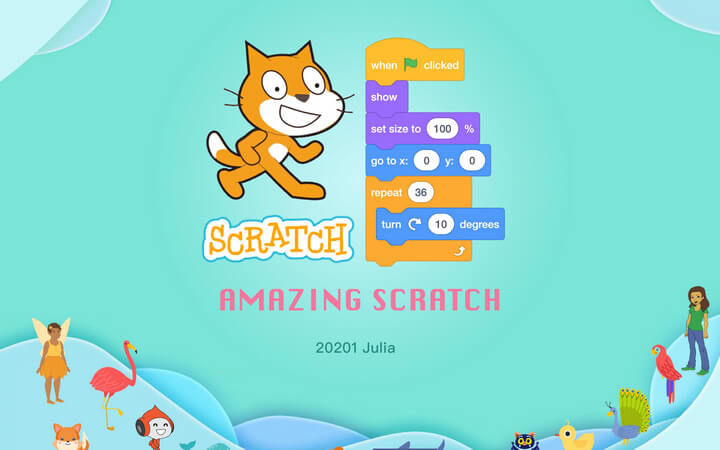 when clicked
show
set size to 100 %
go to x: 0 y: 0
repeat 36
turn 10 degrees
SCRATCH
AMAZING SCRATCH
20201 Julia